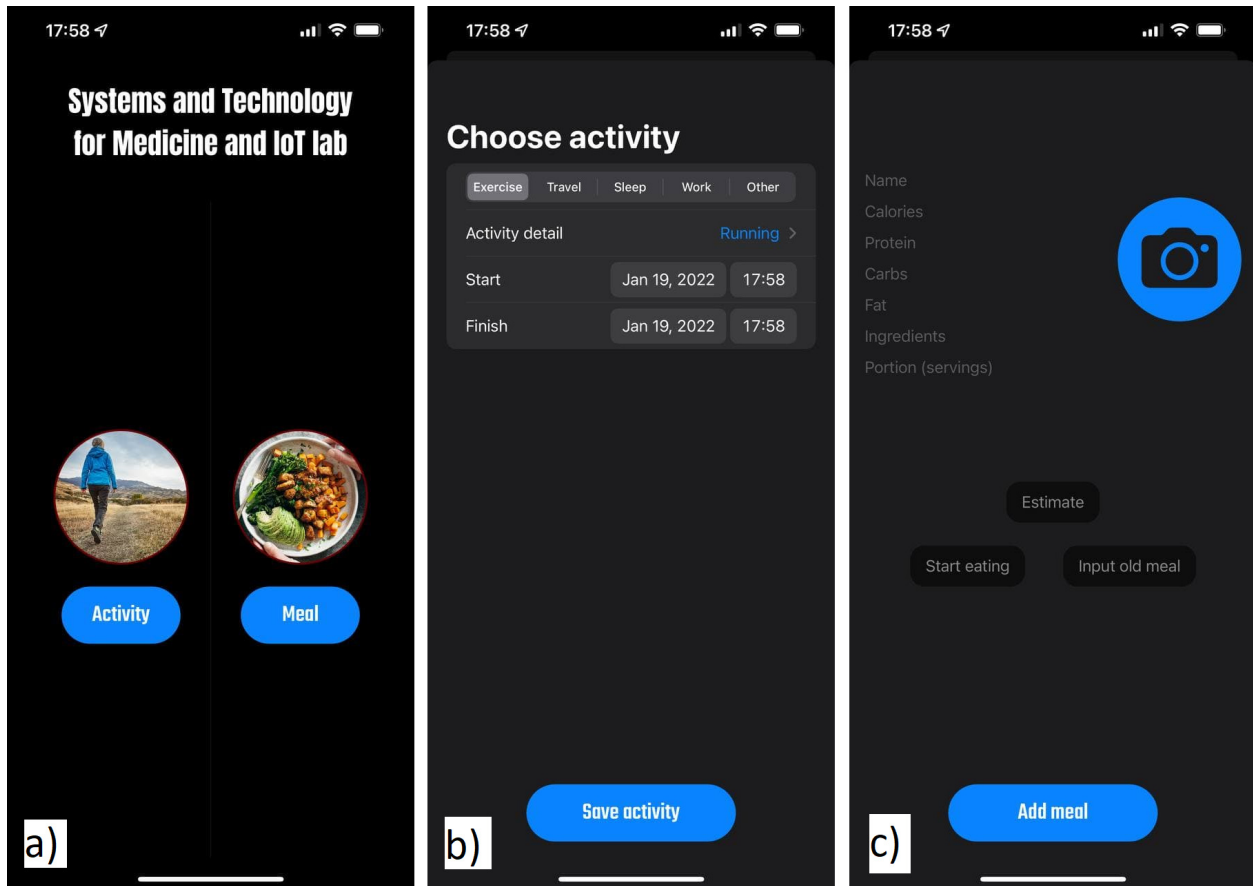 17:58
Systems and Technology
for Medicine and IoT lab
Activity
Meal
a)
17:58
Choose activity
Exercise Travel Sleep Work Other
Activity detail Running >
Start Jan 19, 2022 17:58
Finish Jan 19, 2022 17:58
Save activity
b)
17:58
Name
Calories
Protein
Carbs
Fat
Ingredients
Portion (servings)
Estimate
Start eating Input old meal
Add meal
c)